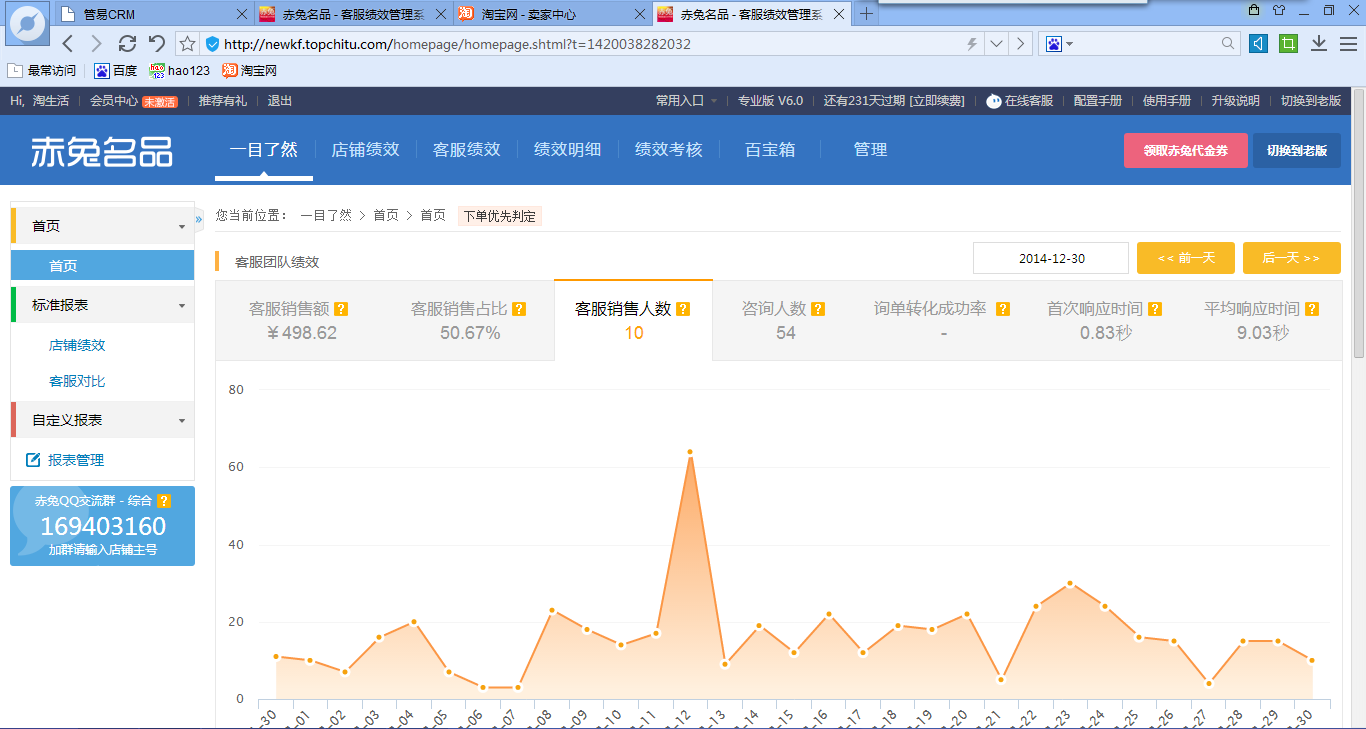 管易CRM
赤兔名品 - 客服绩效管理系
淘宝网 - 卖家中心
赤兔名品 - 客服绩效管理系
http://newkf.topchitu.com/homepage/homepage.shtml?t=1420038282032
最常访问 百度 hao123 淘宝网
Hi, 淘生活 会员中心 未激活 推荐有礼 退出 常用入口 专业版 V6.0 还有231天过期 [立即续费] 在线客服 配置手册 使用手册 升级说明 切换到老版
赤兔名品 一目了然 店铺绩效 客服绩效 绩效明细 绩效考核 百宝箱 管理 领取赤兔代金券 切换到老版
首页
首页
标准报表
店铺绩效
客服对比
自定义报表
报表管理
赤兔QQ交流群 - 综合 ?
169403160
加群请输入店铺主号
您当前位置： 一目了然 > 首页 > 首页 下单优先判定
客服团队绩效 2014-12-30 << 前一天 后一天 >>
客服销售额 ? 客服销售占比 ? 客服销售人数 ? 咨询人数 ? 询单转化成功率 ? 首次响应时间 ? 平均响应时间 ?
￥498.62 50.67% 10 54 - 0.83秒 9.03秒
80
60
40
20
0
-30 -01 -02 -03 -04 -05 -06 -07 -08 -09 -10 -11 -12 -13 -14 -15 -16 -17 -18 -19 -20 -21 -22 -23 -24 -25 -26 -27 -28 -29 -30